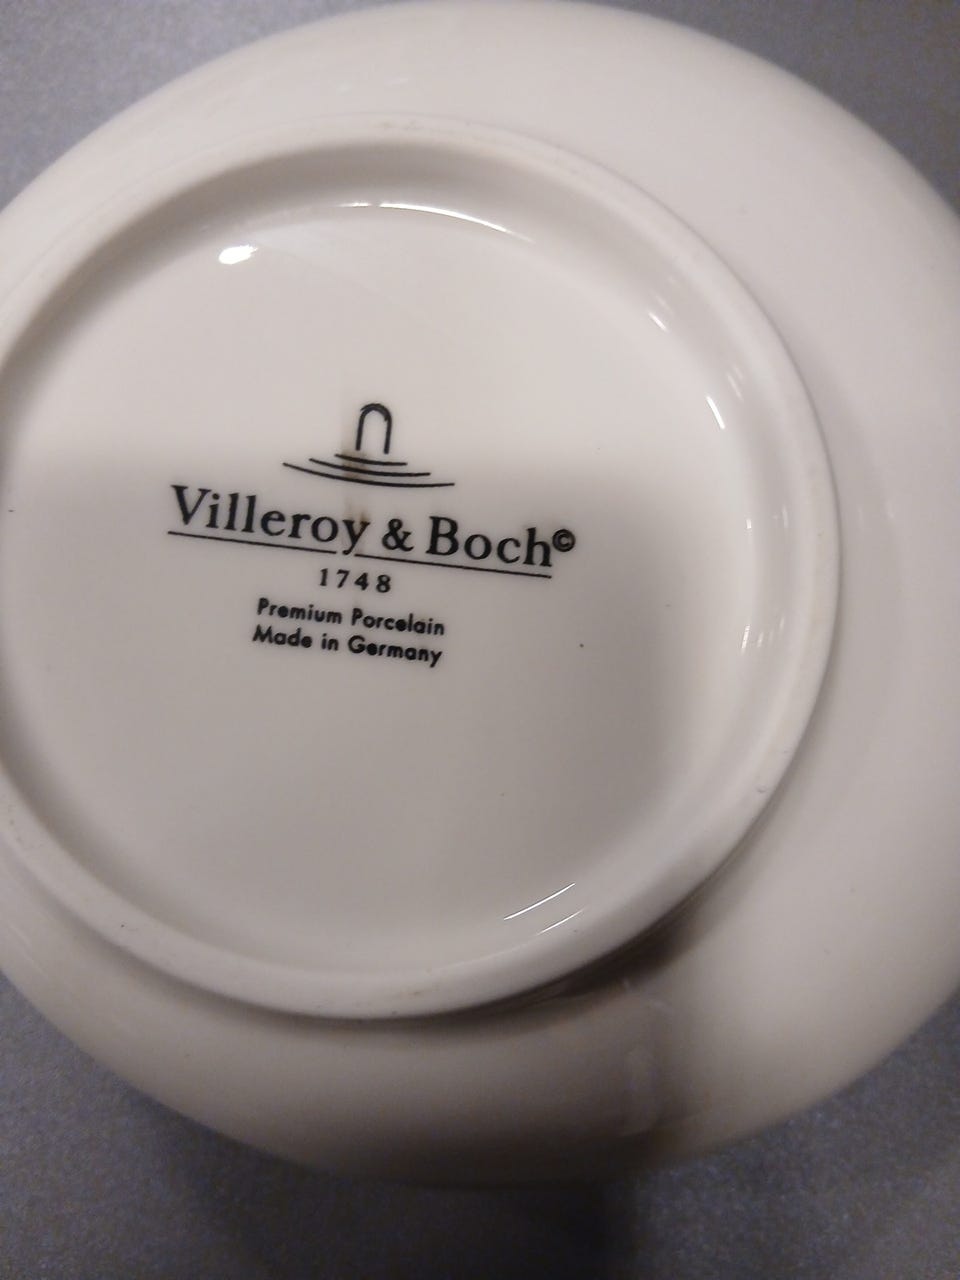 Villeroy & Boch©
1748
Premium Porcelain
Made in Germany